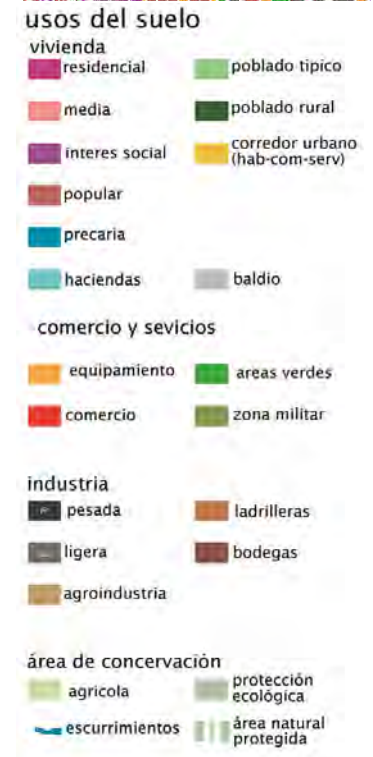 usos del suelo
vivienda
residencial
poblado tipico
media
poblado rural
interes social
corredor urbano
(hab-com-serv)
popular
precaria
haciendas
baldio
comercio y sevicios
equipamiento
areas verdes
comercio
zona militar
industria
pesada
ladrilleras
ligera
bodegas
agroindustria
área de concervación
agricola
protección
ecológica
escurrimientos
área natural
protegida